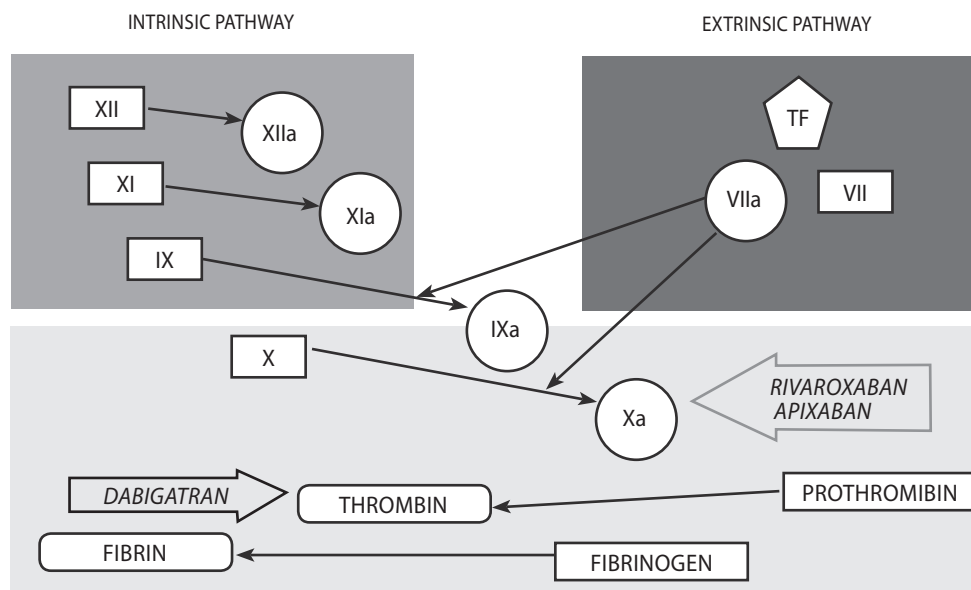 INTRINSIC PATHWAY
EXTRINSIC PATHWAY
XII
XIIa
TF
XI
XIa
VIIa
VII
IX
IXa
X
Xa
RIVAROXABAN
APIXABAN
DABIGATRAN
THROMBIN
PROTHROMIBIN
FIBRIN
FIBRINOGEN